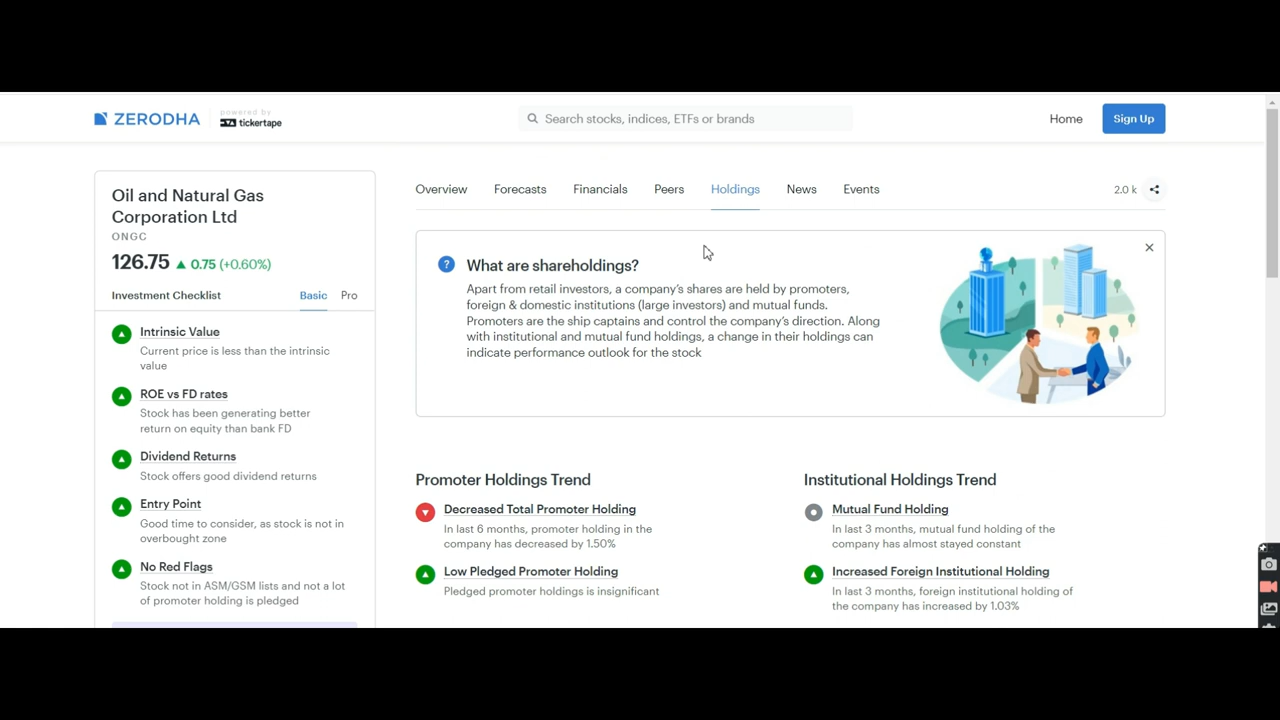 ZERODHA
powered by
tickertape
Search stocks, indices, ETFs or brands
Home
Sign Up
Oil and Natural Gas
Corporation Ltd
ONGC
126.75 ▲ 0.75 (+0.60%)
Investment Checklist
Basic
Pro
Intrinsic Value
Current price is less than the intrinsic
value
ROE vs FD rates
Stock has been generating better
return on equity than bank FD
Dividend Returns
Stock offers good dividend returns
Entry Point
Good time to consider, as stock is not in
overbought zone
No Red Flags
Stock not in ASM/GSM lists and not a lot
of promoter holding is pledged
Overview
Forecasts
Financials
Peers
Holdings
News
Events
2.0 k
?
What are shareholdings?
Apart from retail investors, a company's shares are held by promoters,
foreign & domestic institutions (large investors) and mutual funds.
Promoters are the ship captains and control the company's direction. Along
with institutional and mutual fund holdings, a change in their holdings can
indicate performance outlook for the stock
Promoter Holdings Trend
Decreased Total Promoter Holding
In last 6 months, promoter holding in the
company has decreased by 1.50%
Low Pledged Promoter Holding
Pledged promoter holdings is insignificant
Institutional Holdings Trend
Mutual Fund Holding
In last 3 months, mutual fund holding of the
company has almost stayed constant
Increased Foreign Institutional Holding
In last 3 months, foreign institutional holding of
the company has increased by 1.03%